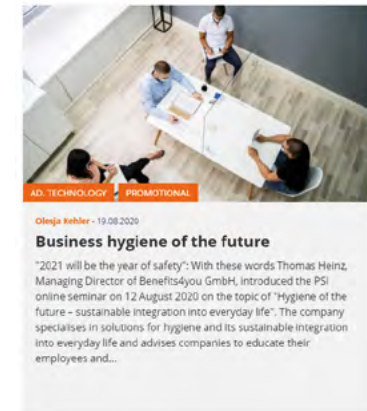 AD. TECHNOLOGY PROMOTIONAL
Olesja Kehler - 19.08.2020
Business hygiene of the future
"2021 will be the year of safety": With these words Thomas Heinz,
Managing Director of Benefits4you GmbH, introduced the PSI
online seminar on 12 August 2020 on the topic of "Hygiene of the
future – sustainable integration into everyday life". The company
specialises in solutions for hygiene and its sustainable integration
into everyday life and advises companies to educate their
employees and...